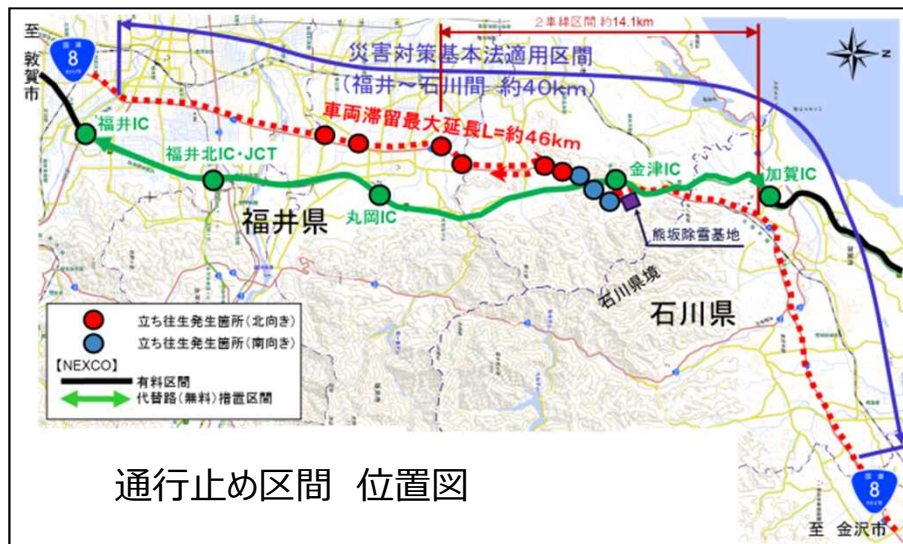 至
敦賀市
国道
8
2車線区間 約14.1km
災害対策基本法適用区間
(福井～石川間 約40km)
N
車両滞留最大延長L=約46km
福井IC
福井北IC・JCT
金津IC
加賀IC
丸岡IC
福井県
熊坂除雪基地
石川県境
石川県
立ち往生発生箇所(北向き)
立ち往生発生箇所(南向き)
【NEXCO】
有料区間
代替路(無料)措置区間
通行止め区間 位置図
国道
8
至 金沢市